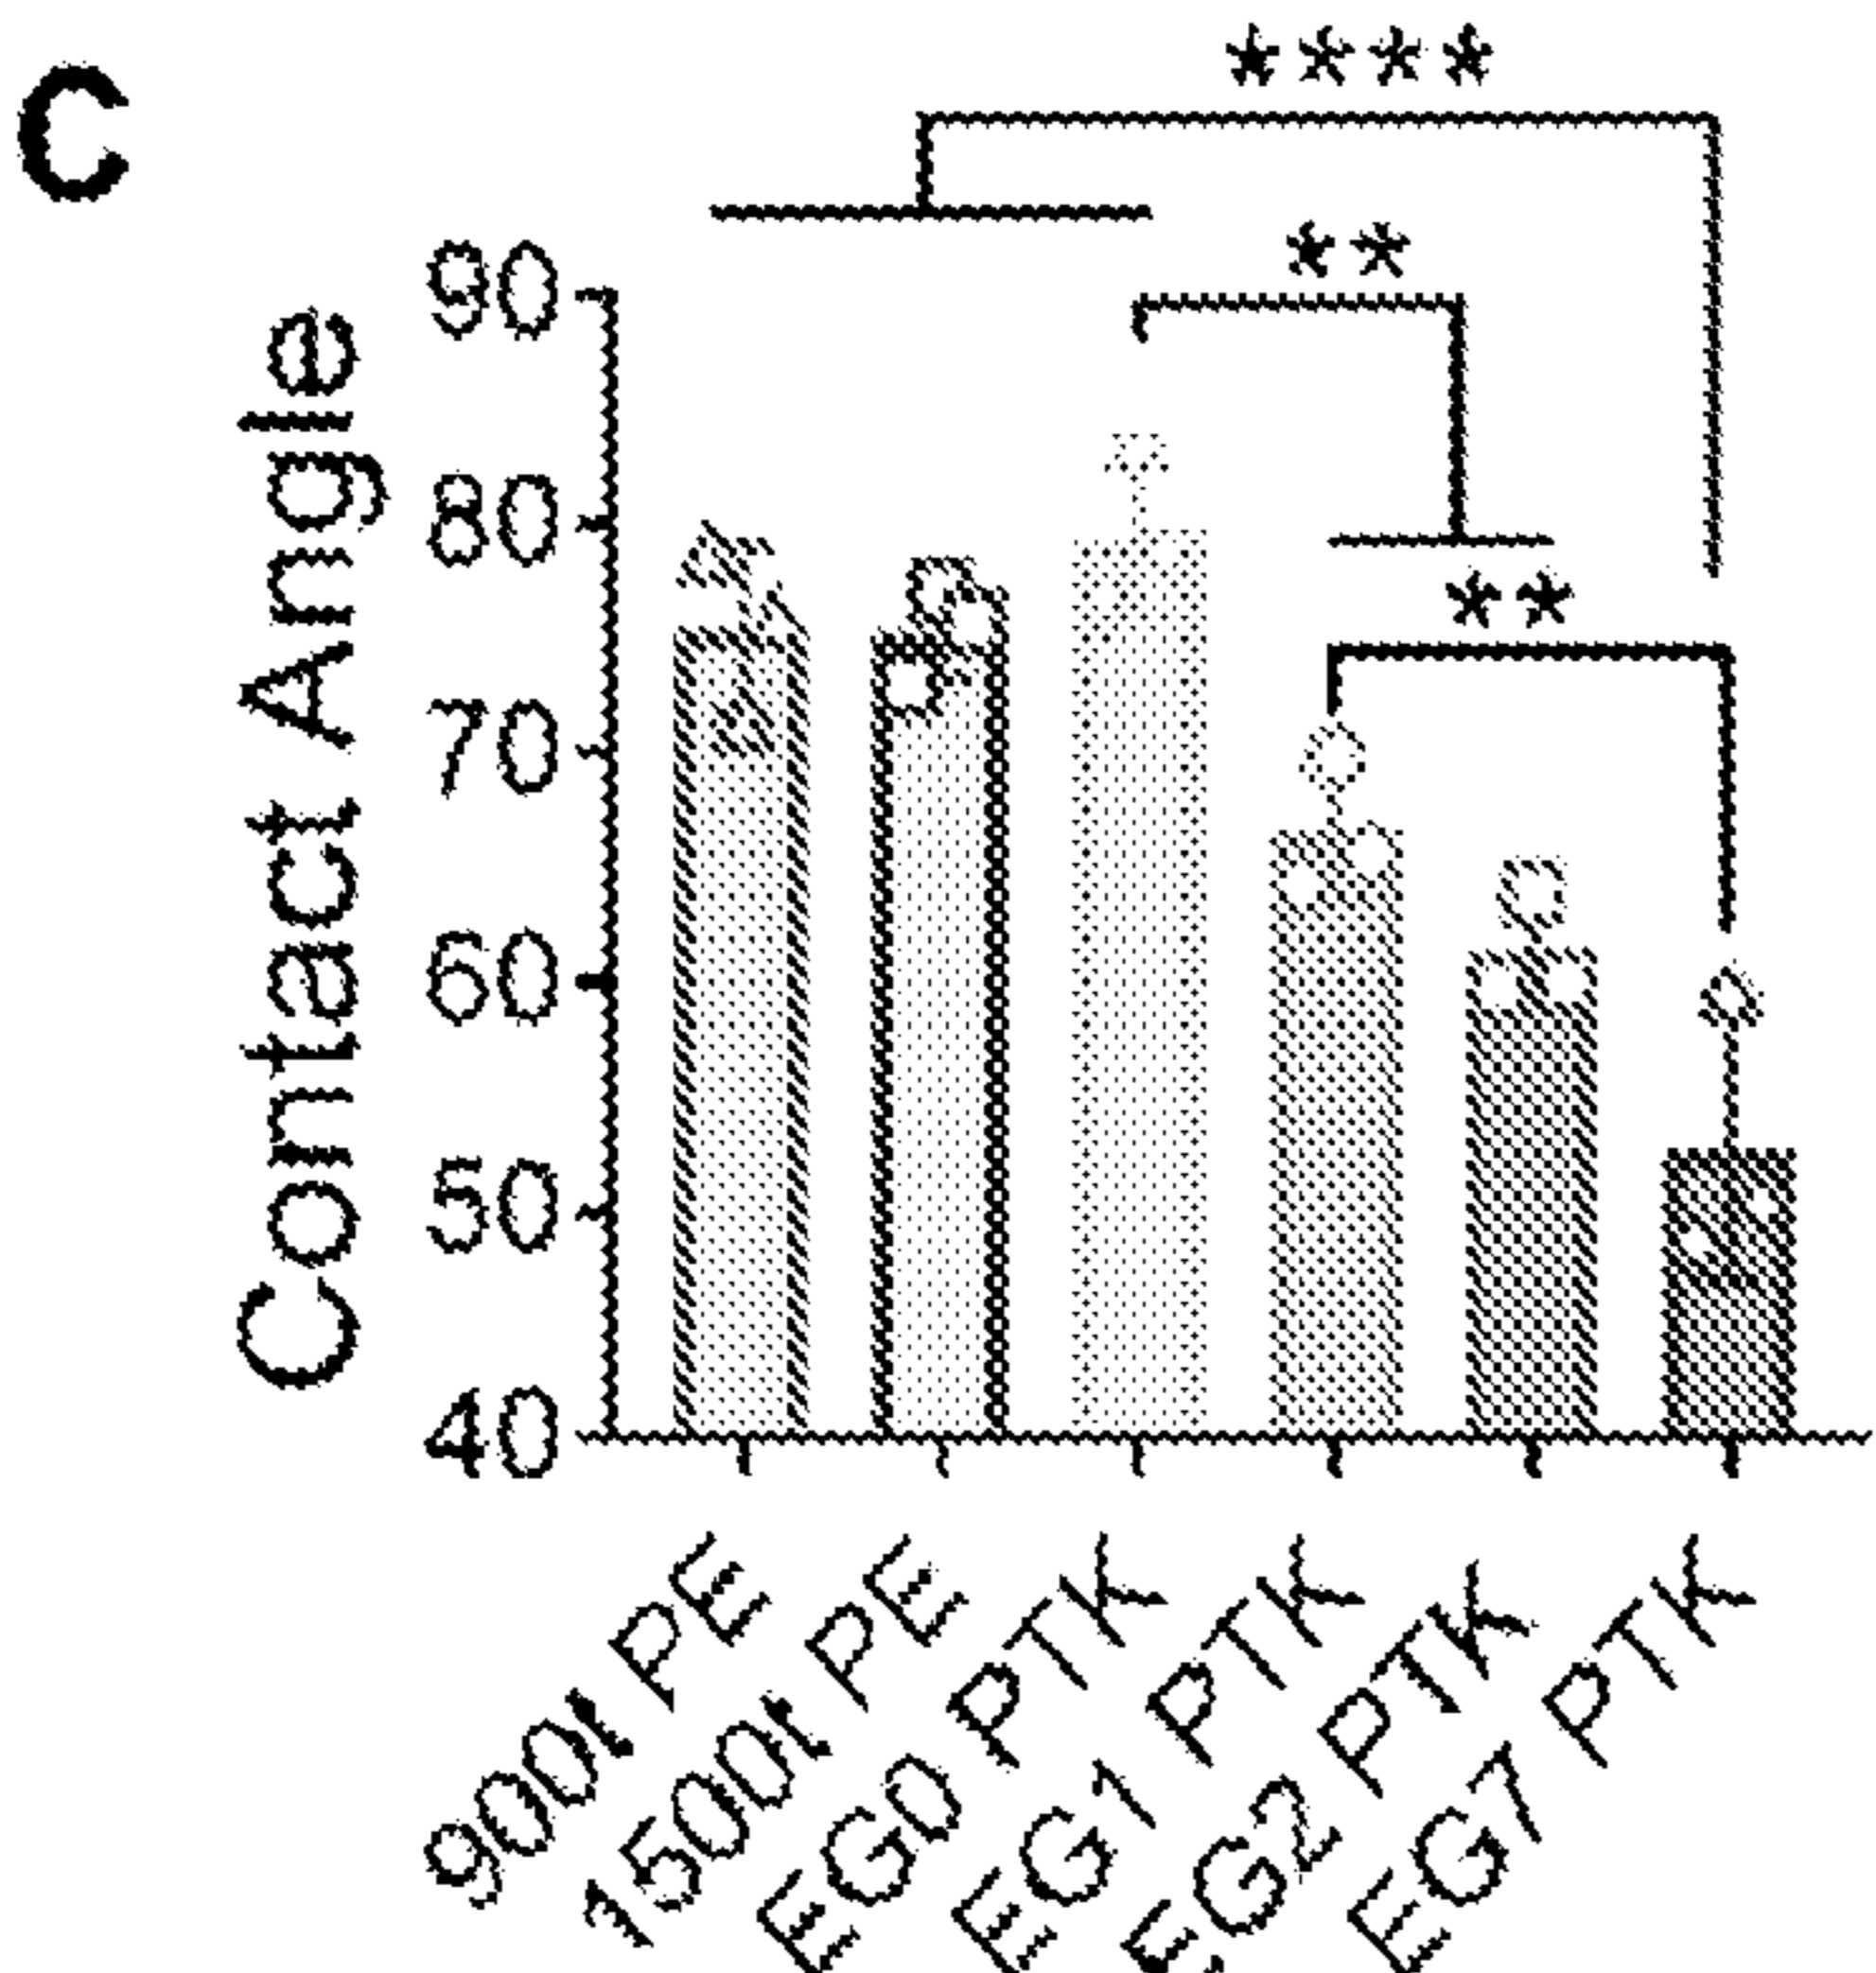 C
****
**
**
Contact Angle
90
80
70
60
50
40
900t PE
1500t PE
EG0 PTK
EG1 PTK
EG2 PTK
EG7 PTK